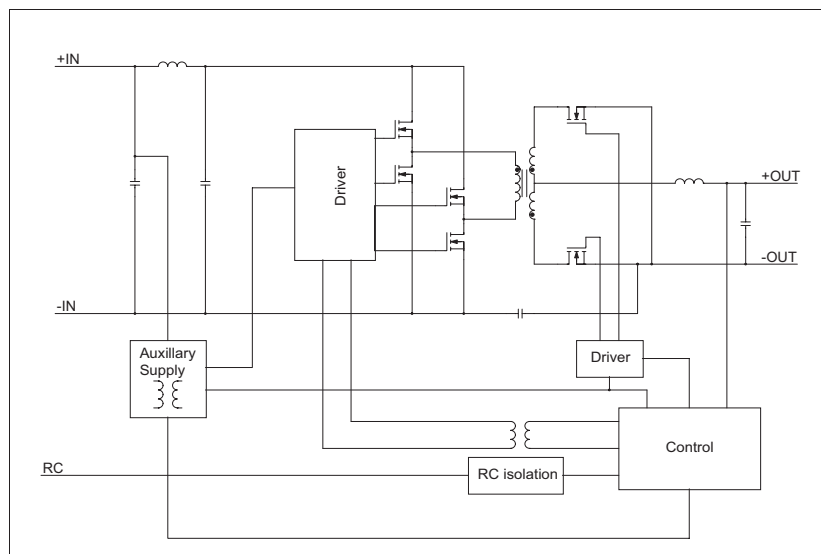 +IN
Driver
+OUT
-OUT
-IN
Auxillary
Supply
Driver
Control
RC
RC isolation